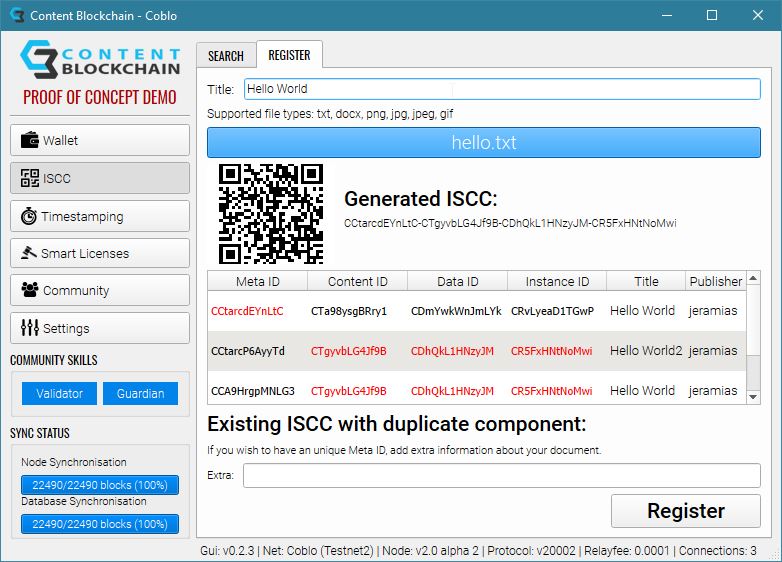 Content Blockchain - Coblo
CONTENT
BLOCKCHAIN
PROOF OF CONCEPT DEMO
Wallet
ISCC
Timestamping
Smart Licenses
Community
Settings
COMMUNITY SKILLS
Validator Guardian
SYNC STATUS
Node Synchronisation
22490/22490 blocks (100%)
Database Synchronisation
22490/22490 blocks (100%)
SEARCH REGISTER
Title: Hello World
Supported file types: txt, docx, png, jpg, jpeg, gif
hello.txt
Generated ISCC:
CCtarcdEYnLtC-CTgyvbLG4Jf9B-CDhQkL1HNzyJM-CR5FxHNtNoMwi
Meta ID Content ID Data ID Instance ID Title Publisher
CCtarcdEYnLtC CTa98ysgBRry1 CDmYwkWnJmLYk CRvLyeaD1TGwP Hello World jeramias
CCtarcP6AyyTd CTgyvbLG4Jf9B CDhQkL1HNzyJM CR5FxHNtNoMwi Hello World2 jeramias
CCA9HrgpMNLG3 CTgyvbLG4Jf9B CDhQkL1HNzyJM CR5FxHNtNoMwi Hello World jeramias
Existing ISCC with duplicate component:
If you wish to have an unique Meta ID, add extra information about your document.
Extra:
Register
Gui: v0.2.3 | Net: Coblo (Testnet2) | Node: v2.0 alpha 2 | Protocol: v20002 | Relayfee: 0.0001 | Connections: 3